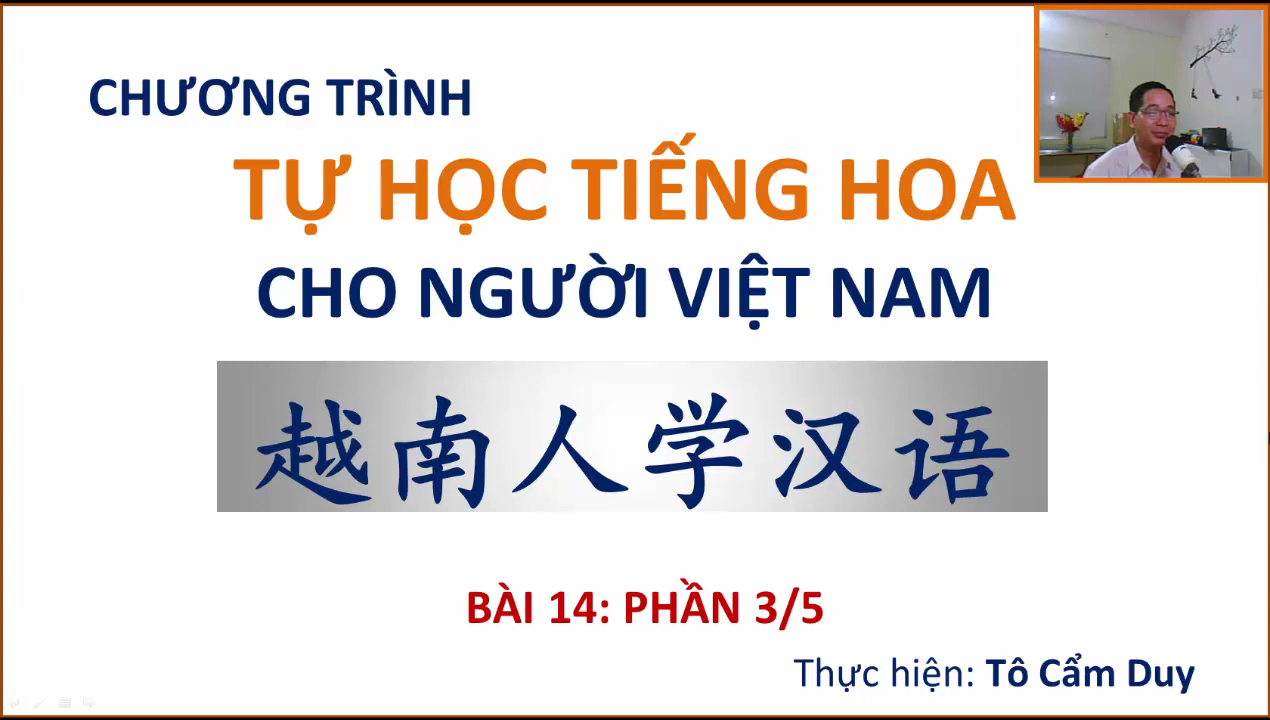 CHƯƠNG TRÌNH
TỰ HỌC TIẾNG HOA
CHO NGƯỜI VIỆT NAM
越南人学汉语
BÀI 14: PHẦN 3/5
Thực hiện: Tô Cẩm Duy